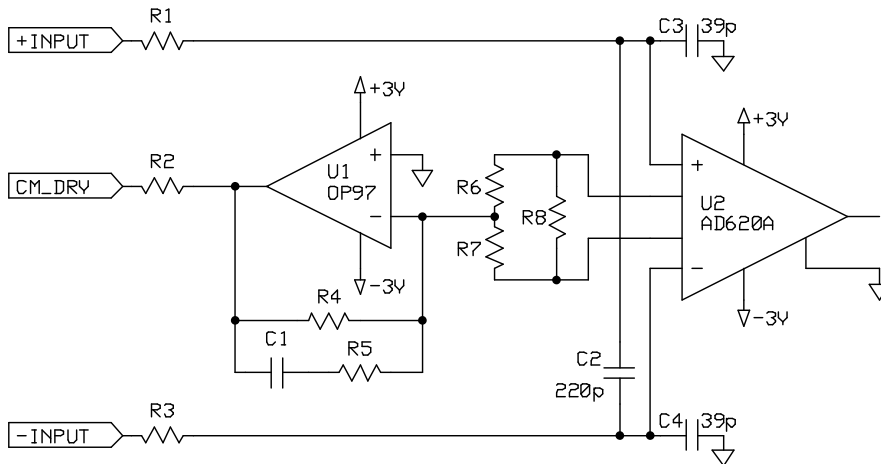 R1
+INPUT
C3 39p
+3V
+3V
R2
U1
OP97
+
−
CM_DRY
R6
R8
R7
+
U2
AD620A
−
-3V
-3V
R4
C1
R5
C2
220p
R3
C4 39p
-INPUT